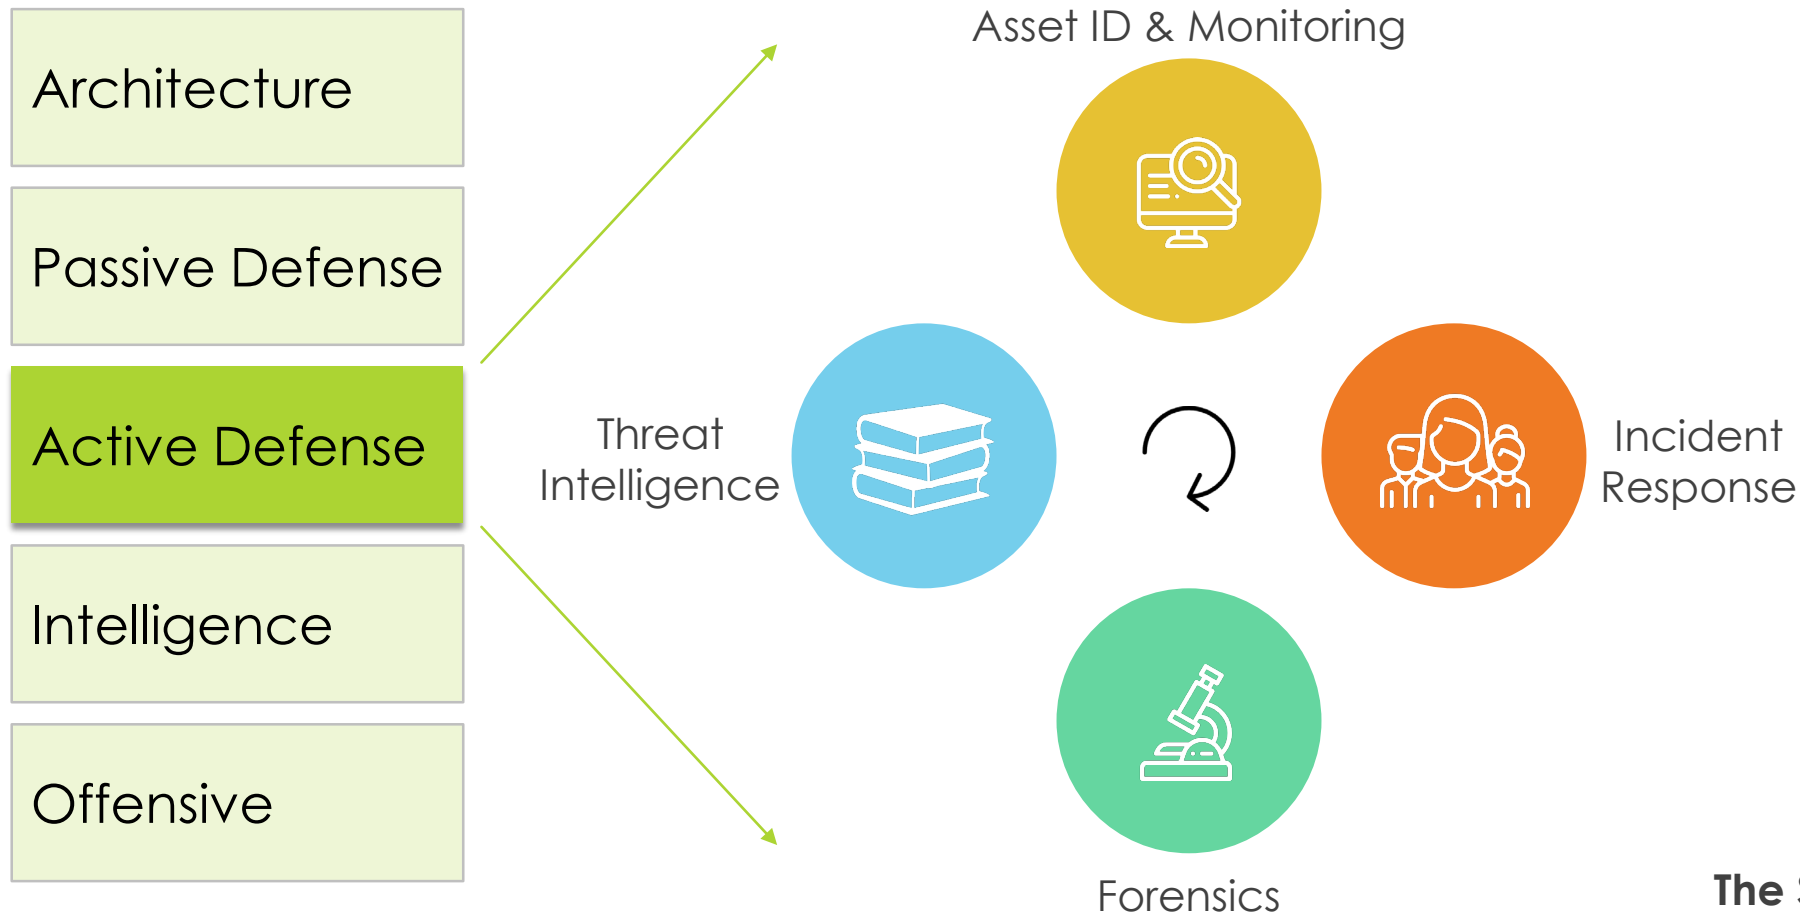 Architecture
Passive Defense
Active Defense
Intelligence
Offensive
Asset ID & Monitoring
Threat
Intelligence
Incident
Response
Forensics
The